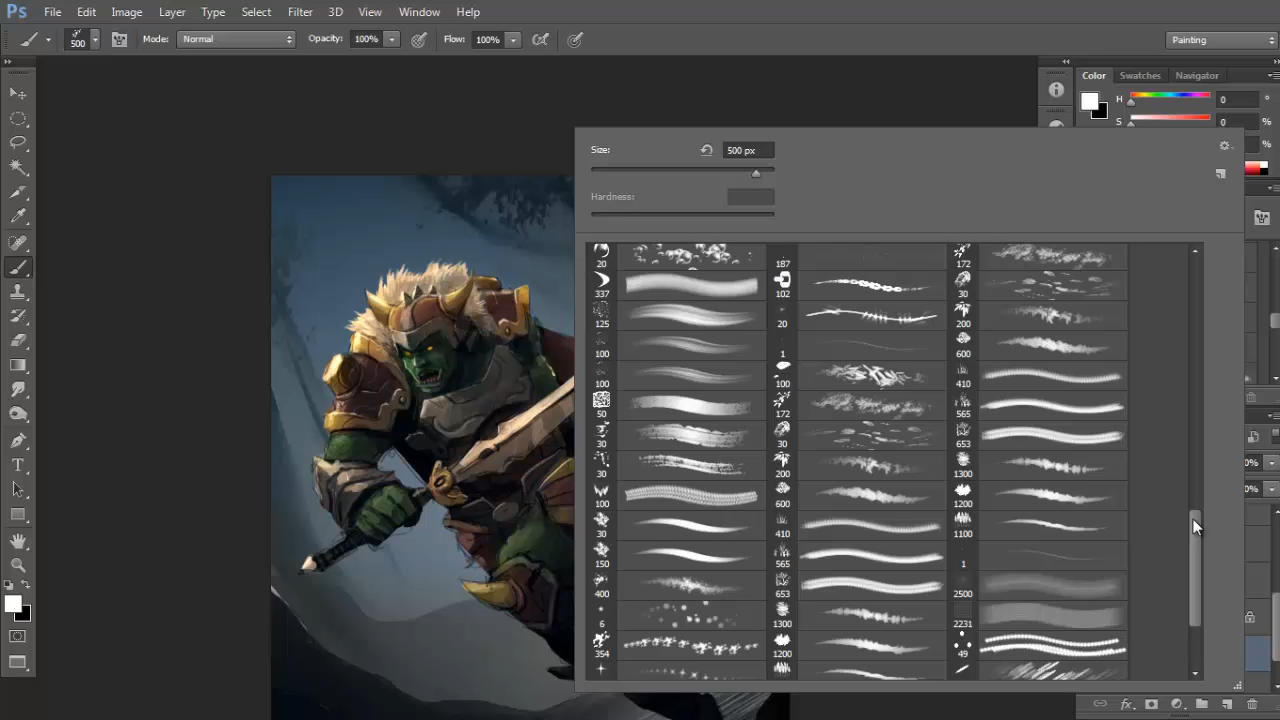 Ps File Edit Image Layer Type Select Filter 3D View Window Help
500 Mode: Normal Opacity: 100% Flow: 100% Painting
Color Swatches Navigator
H 0 °
S 0 %
%
Size: 500 px
Hardness:
20 187 172
337 102 30
125 20 200
100 1 600
100 100 410
50 172 565
30 30 653
30 200 1300
100 600 1200
30 410 1100
150 565 1
400 653 2500
6 1300 2231
354 1200 49
0%
0%
T
fx